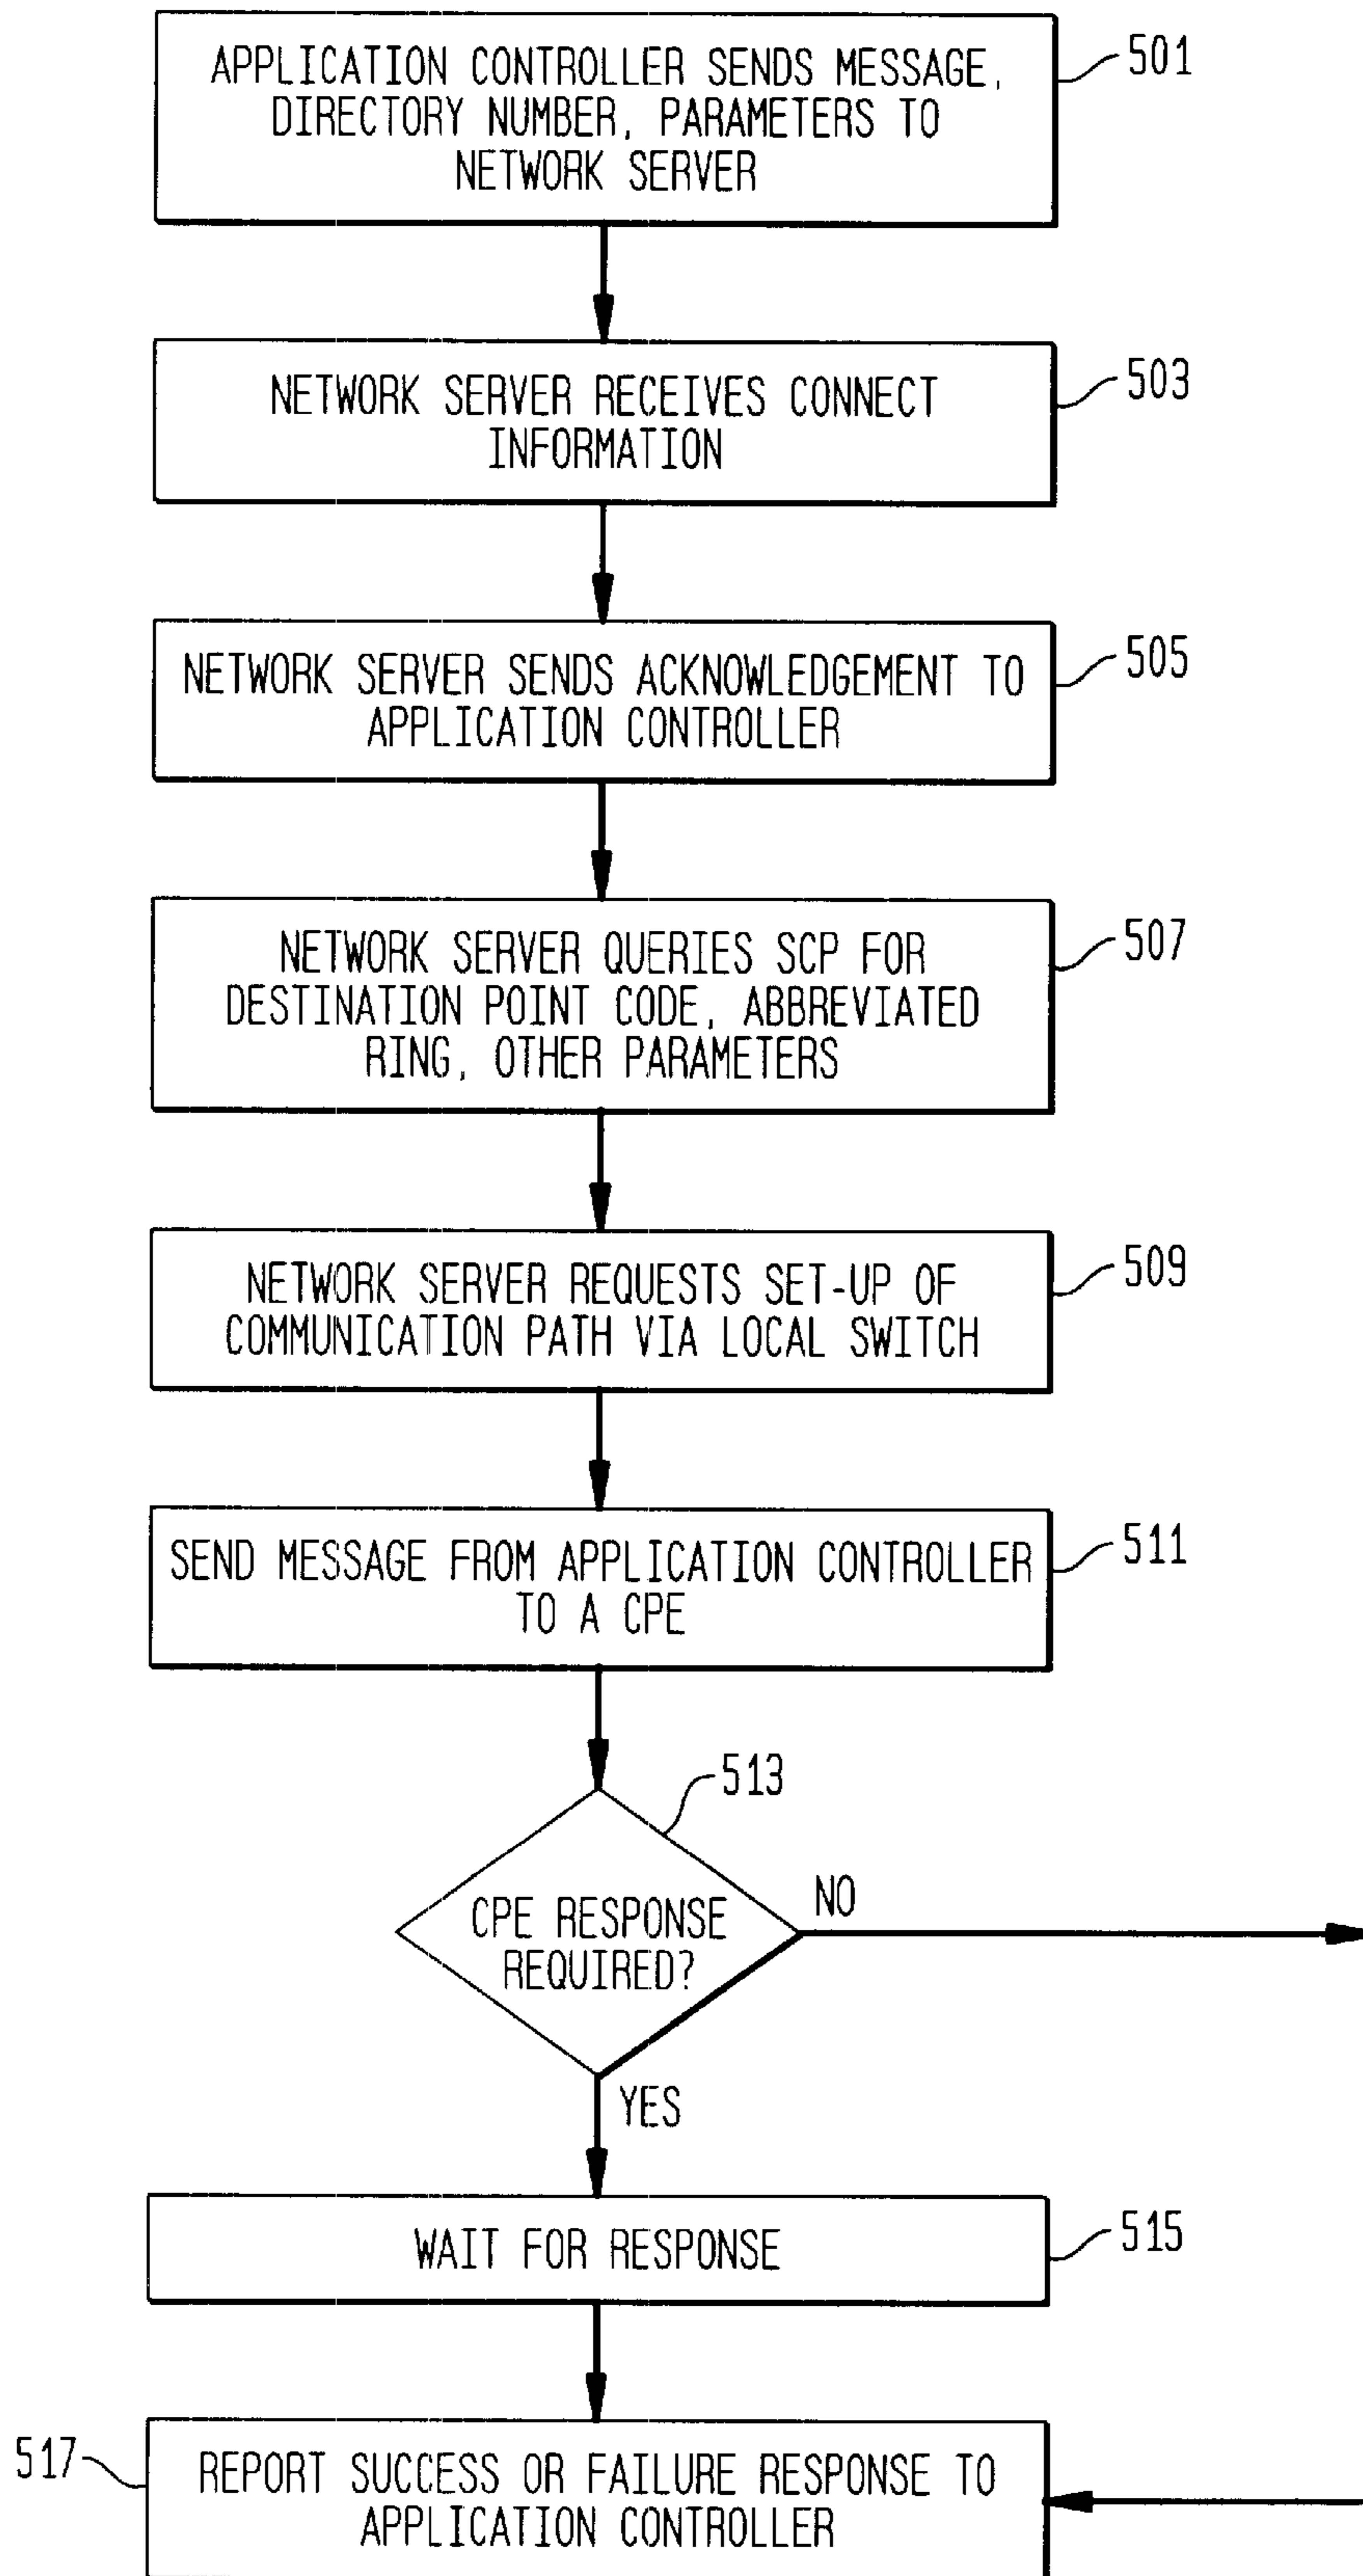 APPLICATION CONTROLLER SENDS MESSAGE,
DIRECTORY NUMBER, PARAMETERS TO
NETWORK SERVER
501
NETWORK SERVER RECEIVES CONNECT
INFORMATION
503
NETWORK SERVER SENDS ACKNOWLEDGEMENT TO
APPLICATION CONTROLLER
505
NETWORK SERVER QUERIES SCP FOR
DESTINATION POINT CODE, ABBREVIATED
RING, OTHER PARAMETERS
507
NETWORK SERVER REQUESTS SET-UP OF
COMMUNICATION PATH VIA LOCAL SWITCH
509
SEND MESSAGE FROM APPLICATION CONTROLLER
TO A CPE
511
513
CPE RESPONSE
REQUIRED?
NO
YES
WAIT FOR RESPONSE
515
517
REPORT SUCCESS OR FAILURE RESPONSE TO
APPLICATION CONTROLLER